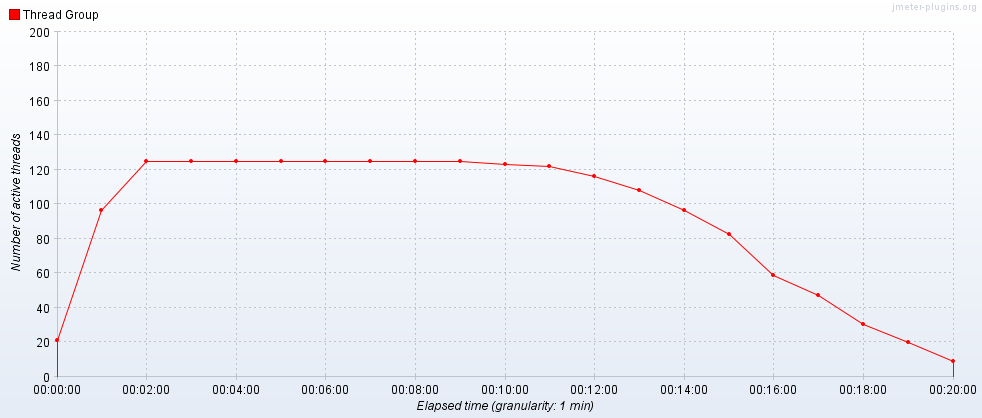 Thread Group
jmeter-plugins.org
200
180
160
140
120
100
80
60
40
20
0
Number of active threads
00:00:00 00:02:00 00:04:00 00:06:00 00:08:00 00:10:00 00:12:00 00:14:00 00:16:00 00:18:00 00:20:00
Elapsed time (granularity: 1 min)